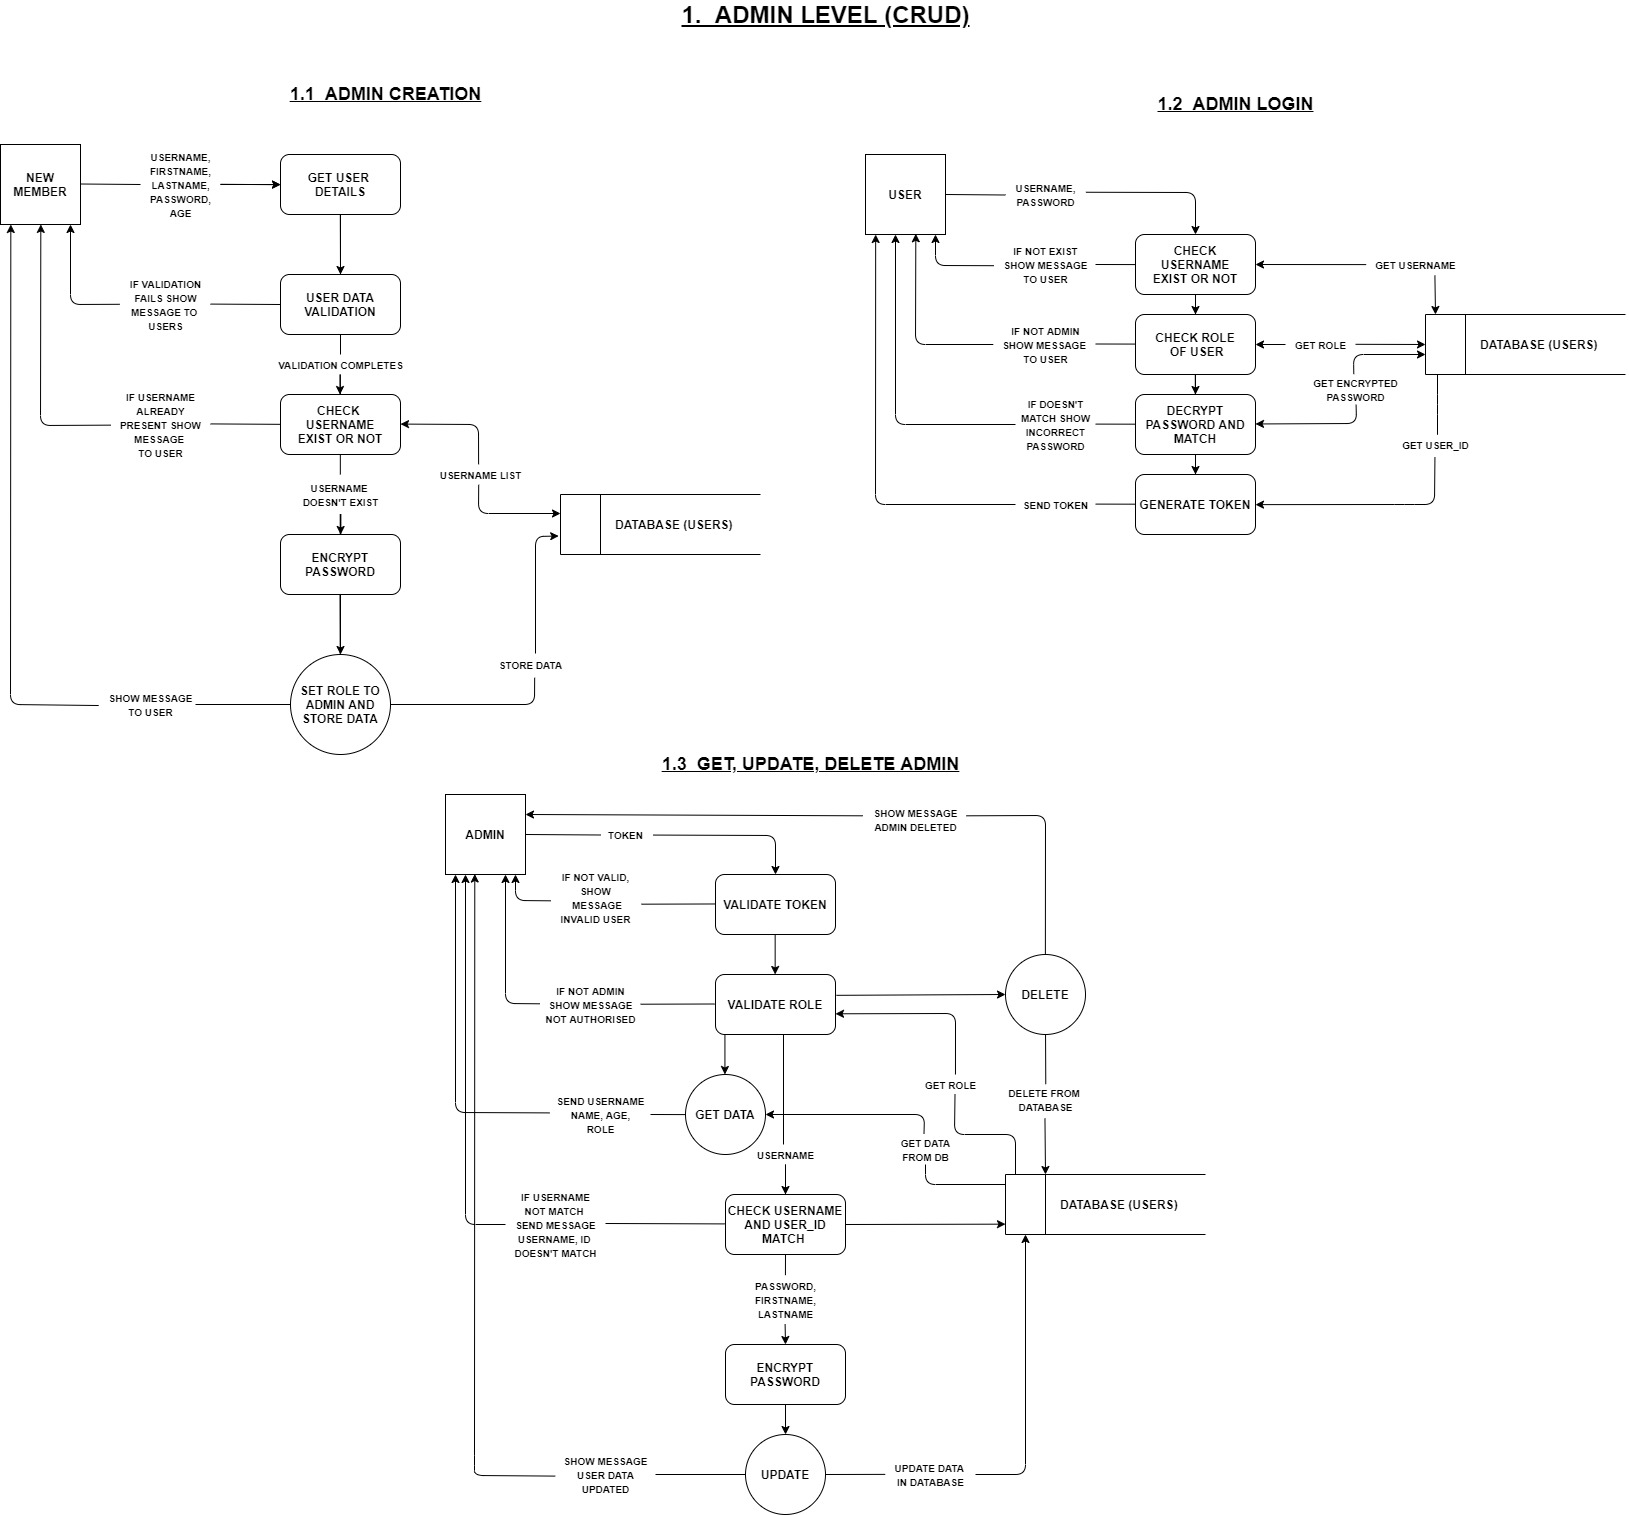 1.  ADMIN LEVEL (CRUD)
1.1  ADMIN CREATION
NEW
MEMBER
USERNAME,
FIRSTNAME,
LASTNAME,
PASSWORD,
AGE
GET USER
DETAILS
IF VALIDATION
FAILS SHOW
MESSAGE TO
USERS
USER DATA
VALIDATION
VALIDATION COMPLETES
IF USERNAME
ALREADY
PRESENT SHOW
MESSAGE
TO USER
CHECK
USERNAME
EXIST OR NOT
USERNAME LIST
USERNAME
DOESN'T EXIST
DATABASE (USERS)
ENCRYPT
PASSWORD
STORE DATA
SHOW MESSAGE
TO USER
SET ROLE TO
ADMIN AND
STORE DATA
1.2  ADMIN LOGIN
USER
USERNAME,
PASSWORD
IF NOT EXIST
SHOW MESSAGE
TO USER
CHECK
USERNAME
EXIST OR NOT
GET USERNAME
IF NOT ADMIN
SHOW MESSAGE
TO USER
CHECK ROLE
OF USER
GET ROLE
DATABASE (USERS)
GET ENCRYPTED
PASSWORD
IF DOESN'T
MATCH SHOW
INCORRECT
PASSWORD
DECRYPT
PASSWORD AND
MATCH
GET USER_ID
SEND TOKEN
GENERATE TOKEN
1.3  GET, UPDATE, DELETE ADMIN
ADMIN
SHOW MESSAGE
ADMIN DELETED
TOKEN
IF NOT VALID,
SHOW
MESSAGE
INVALID USER
VALIDATE TOKEN
IF NOT ADMIN
SHOW MESSAGE
NOT AUTHORISED
VALIDATE ROLE
DELETE
GET ROLE
DELETE FROM
DATABASE
SEND USERNAME
NAME, AGE,
ROLE
GET DATA
GET DATA
FROM DB
USERNAME
IF USERNAME
NOT MATCH
SEND MESSAGE
USERNAME, ID
DOESN'T MATCH
CHECK USERNAME
AND USER_ID
MATCH
DATABASE (USERS)
PASSWORD,
FIRSTNAME,
LASTNAME
ENCRYPT
PASSWORD
SHOW MESSAGE
USER DATA
UPDATED
UPDATE
UPDATE DATA
IN DATABASE